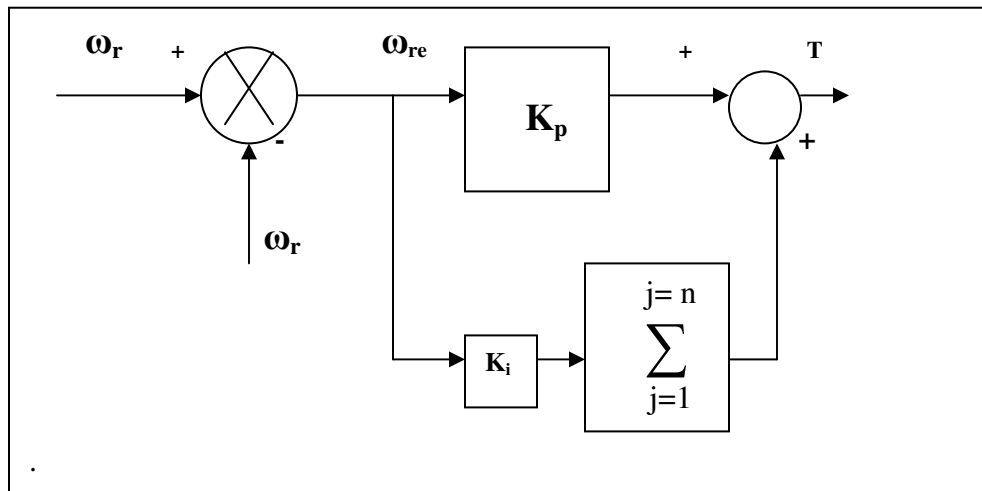 ωᵣ + ωᵣₑ + T
Kₚ
-
+
ωᵣ
j= n
∑
Kᵢ
j=1
.